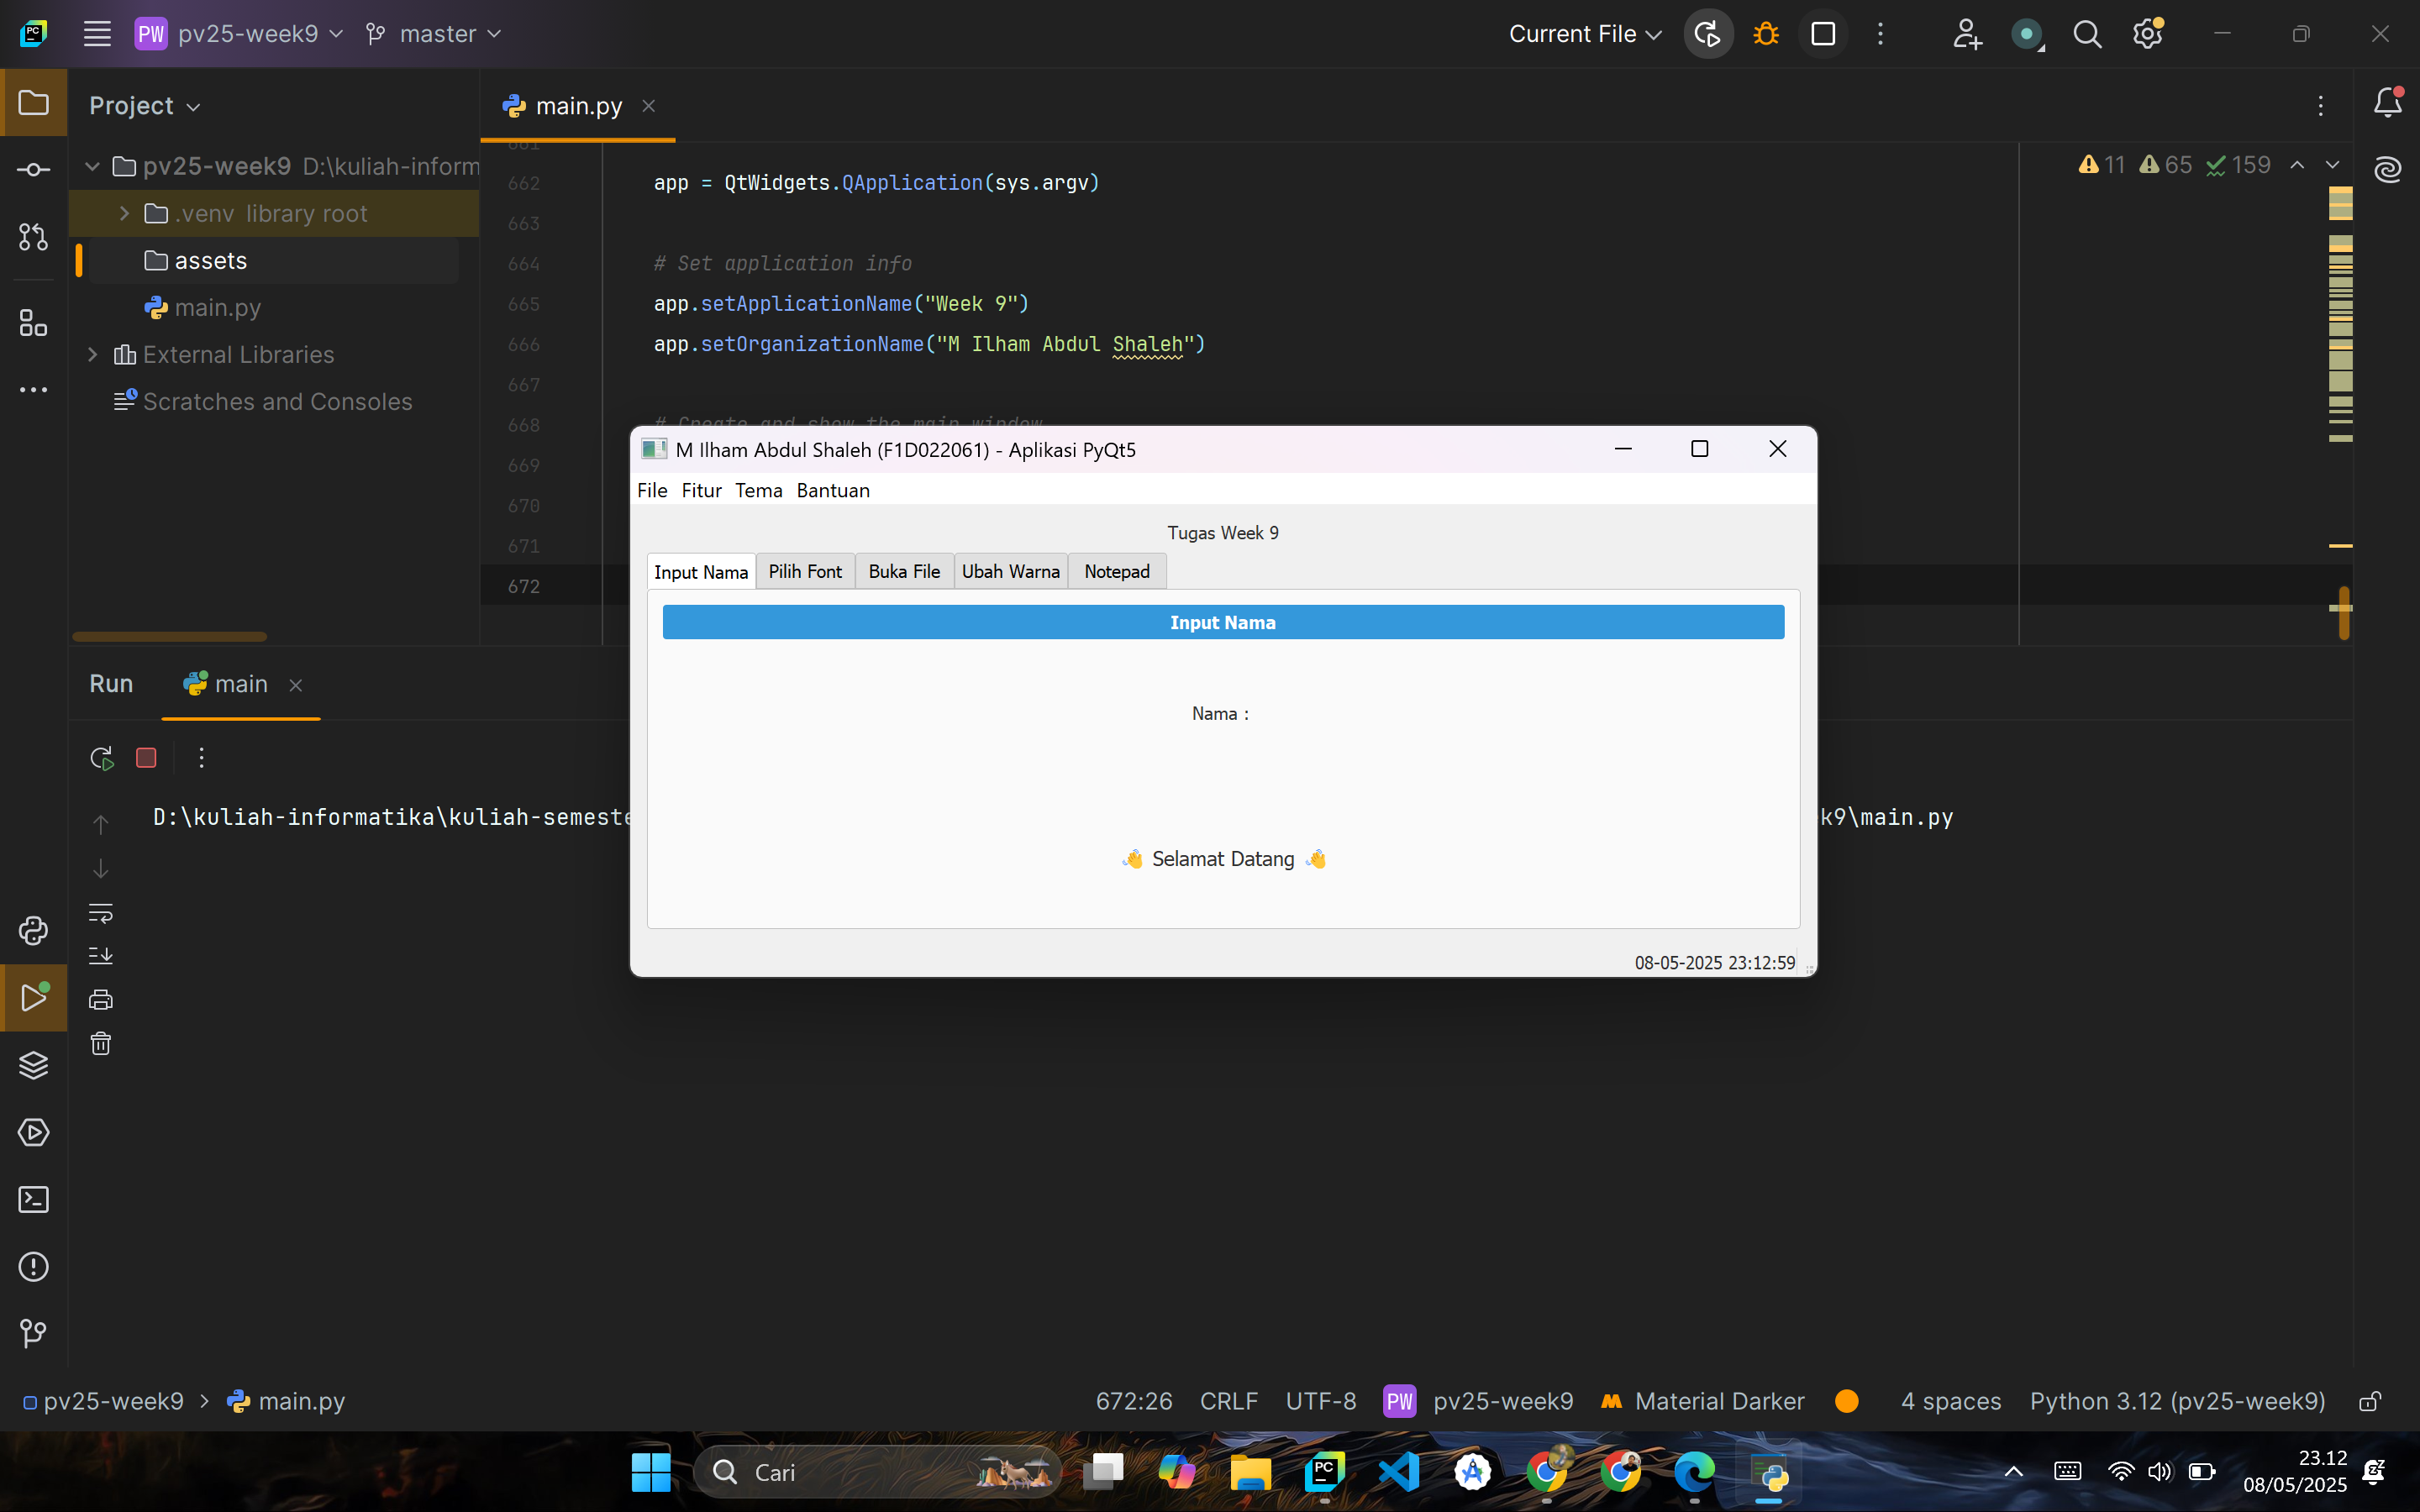 PC PW pv25-week9 master Current File
Project
main.py
pv25-week9 D:\kuliah-inform
.venv library root
assets
main.py
External Libraries
Scratches and Consoles
11 65 159
661
662 app = QtWidgets.QApplication(sys.argv)
663
664 # Set application info
665 app.setApplicationName("Week 9")
666 app.setOrganizationName("M Ilham Abdul Shaleh")
667
668 # Create and show the main window
669
670
671
672
M Ilham Abdul Shaleh (F1D022061) - Aplikasi PyQt5
File Fitur Tema Bantuan
Tugas Week 9
Input Nama Pilih Font Buka File Ubah Warna Notepad
Input Nama
Nama :
👋 Selamat Datang 👋
08-05-2025 23:12:59
Run main
D:\kuliah-informatika\kuliah-semeste
k9\main.py
pv25-week9 > main.py 672:26 CRLF UTF-8 PW pv25-week9 Material Darker 4 spaces Python 3.12 (pv25-week9)
Cari
PC
23.12
08/05/2025